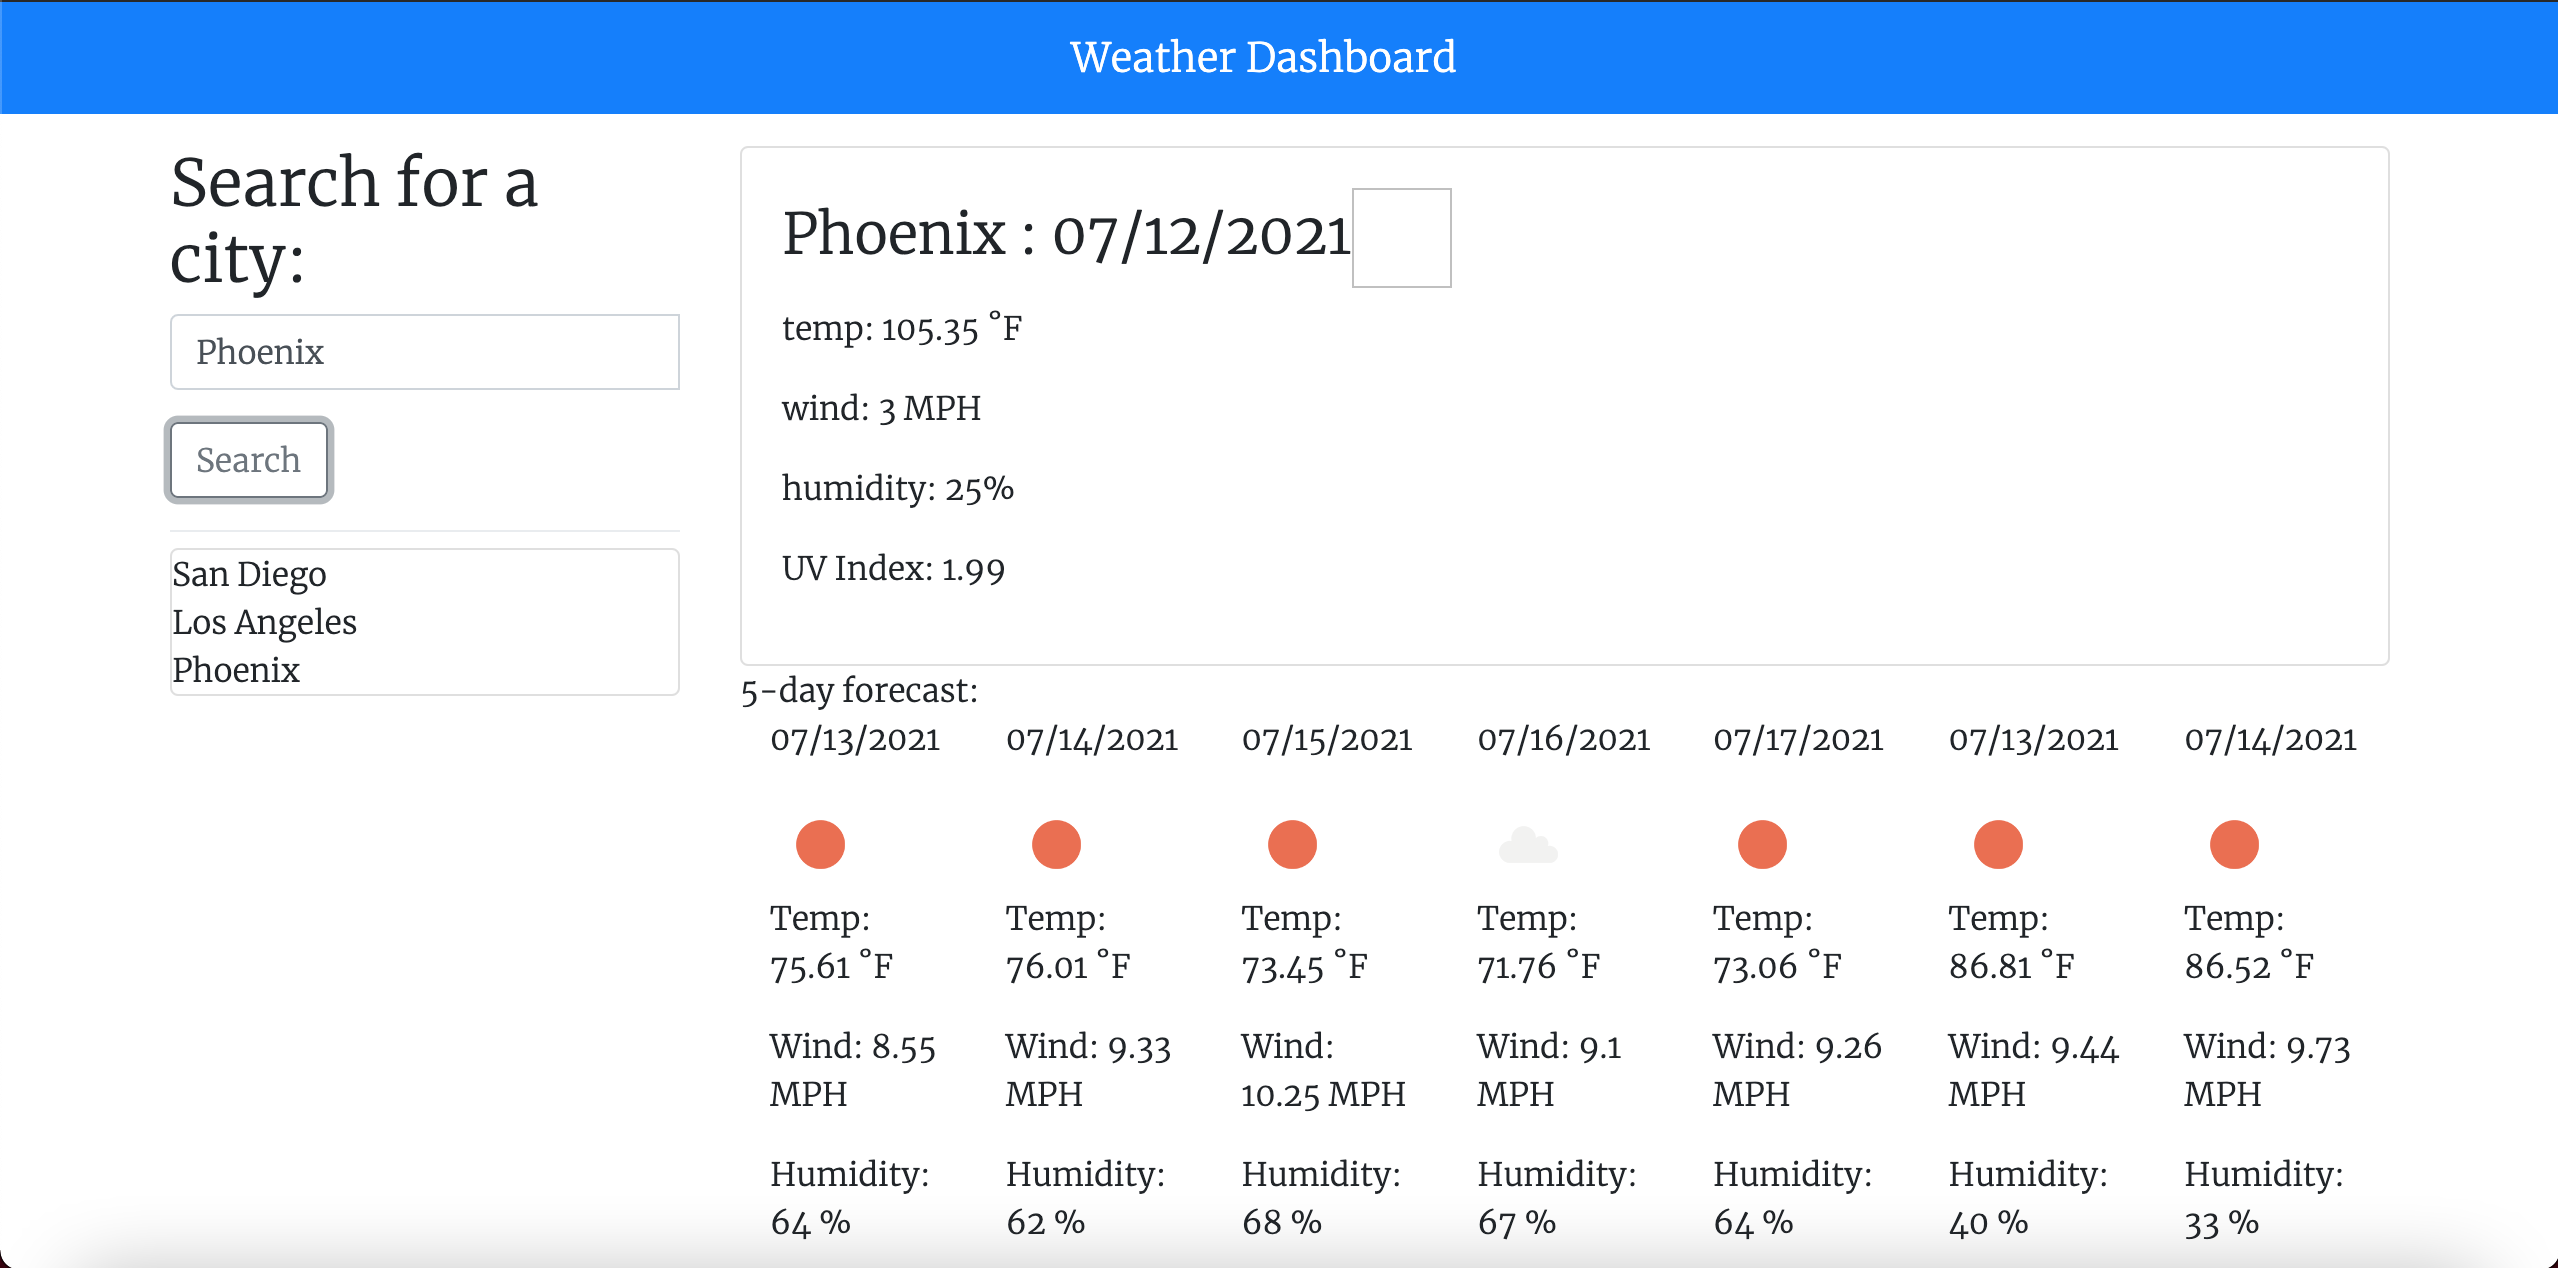 Weather Dashboard
Search for a
city:
Phoenix
Search
San Diego
Los Angeles
Phoenix
Phoenix : 07/12/2021
temp: 105.35 °F
wind: 3 MPH
humidity: 25%
UV Index: 1.99
5-day forecast:
07/13/2021
Temp:
75.61 °F
Wind: 8.55
MPH
Humidity:
64 %
07/14/2021
Temp:
76.01 °F
Wind: 9.33
MPH
Humidity:
62 %
07/15/2021
Temp:
73.45 °F
Wind:
10.25 MPH
Humidity:
68 %
07/16/2021
Temp:
71.76 °F
Wind: 9.1
MPH
Humidity:
67 %
07/17/2021
Temp:
73.06 °F
Wind: 9.26
MPH
Humidity:
64 %
07/13/2021
Temp:
86.81 °F
Wind: 9.44
MPH
Humidity:
40 %
07/14/2021
Temp:
86.52 °F
Wind: 9.73
MPH
Humidity:
33 %